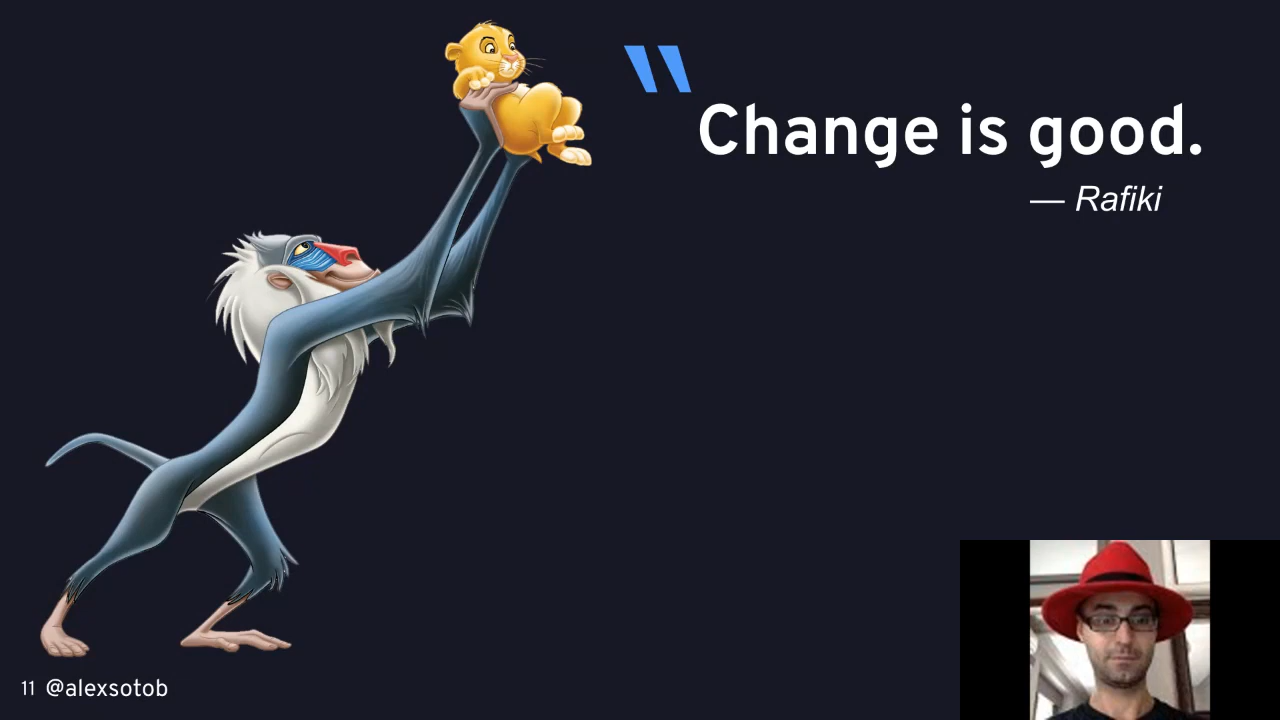 Change is good.
— Rafiki
11 @alexsotob